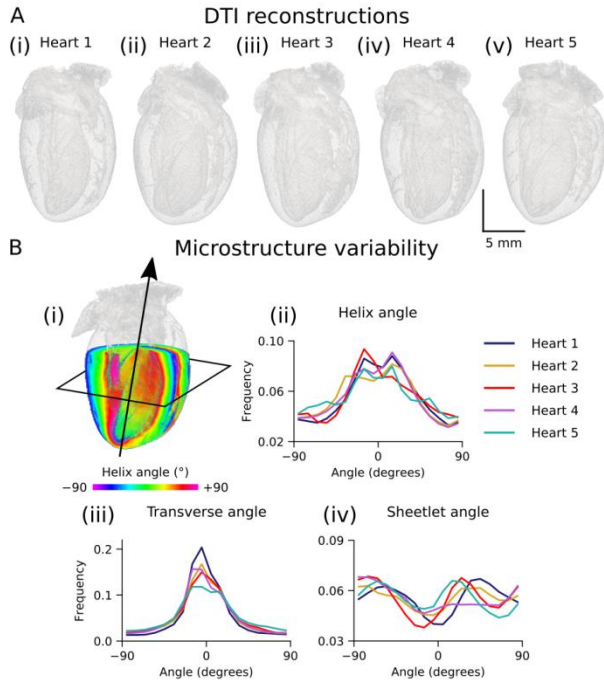 A DTI reconstructions
(i) Heart 1 (ii) Heart 2 (iii) Heart 3 (iv) Heart 4 (v) Heart 5
5 mm
B Microstructure variability
(i)
Helix angle (°)
−90 +90
(ii) Helix angle
Frequency
0.10
0.06
0.02
−90 0 90
Angle (degrees)
Heart 1
Heart 2
Heart 3
Heart 4
Heart 5
(iii) Transverse angle
Frequency
0.2
0.1
0.0
−90 0 90
Angle (degrees)
(iv) Sheetlet angle
0.09
0.06
0.03
−90 0 90
Angle (degrees)